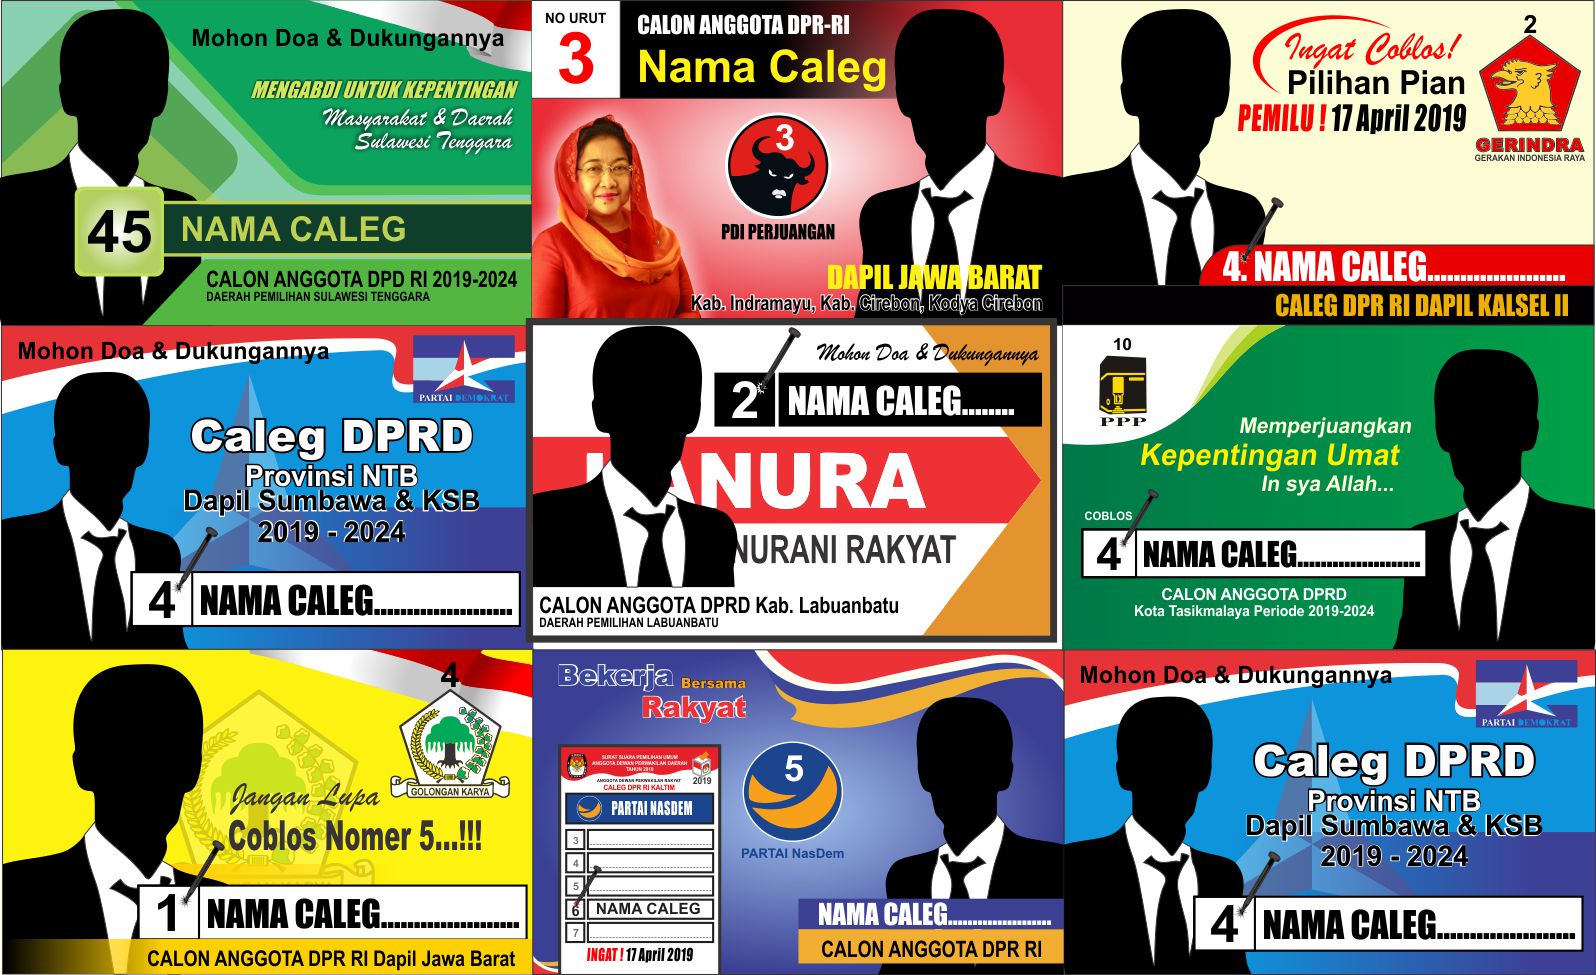 Mohon Doa & Dukungannya
MENGABDI UNTUK KEPENTINGAN
Masyarakat & Daerah
Sulawesi Tenggara
45
NAMA CALEG
CALON ANGGOTA DPD RI 2019-2024
DAERAH PEMILIHAN SULAWESI TENGGARA
NO URUT
3
CALON ANGGOTA DPR-RI
Nama Caleg
3
PDI PERJUANGAN
DAPIL JAWA BARAT
Kab. Indramayu, Kab. Cirebon, Kodya Cirebon
Ingat Coblos!
Pilihan Pian
PEMILU ! 17 April 2019
2
GERINDRA
GERAKAN INDONESIA RAYA
4. NAMA CALEG.....................
CALEG DPR RI DAPIL KALSEL II
Mohon Doa & Dukungannya
PARTAI DEMOKRAT
Caleg DPRD
Provinsi NTB
Dapil Sumbawa & KSB
2019 - 2024
4
NAMA CALEG.....................
Mohon Doa & Dukungannya
2
NAMA CALEG........
ANURA
NURANI RAKYAT
CALON ANGGOTA DPRD Kab. Labuanbatu
DAERAH PEMILIHAN LABUANBATU
10
PPP
Memperjuangkan
Kepentingan Umat
In sya Allah...
COBLOS
4
NAMA CALEG.....................
CALON ANGGOTA DPRD
Kota Tasikmalaya Periode 2019-2024
4
GOLONGAN KARYA
Jangan Lupa
Coblos Nomer 5...!!!
1
NAMA CALEG.....................
CALON ANGGOTA DPR RI Dapil Jawa Barat
Bekerja Bersama
Rakyat
SURAT SUARA PEMILIHAN UMUM
ANGGOTA DEWAN PERWAKILAN DAERAH
TAHUN 2019
2019
ANGGOTA DEWAN PERWAKILAN RAKYAT
CALEG DPR RI KALTIM
PARTAI NASDEM
3
4
5
6 NAMA CALEG
7
INGAT ! 17 April 2019
5
PARTAI NasDem
NAMA CALEG.....................
CALON ANGGOTA DPR RI
Mohon Doa & Dukungannya
PARTAI DEMOKRAT
Caleg DPRD
Provinsi NTB
Dapil Sumbawa & KSB
2019 - 2024
4
NAMA CALEG.....................